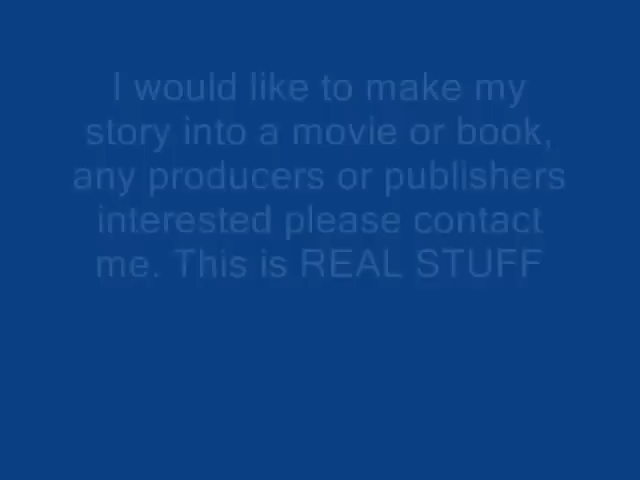 I would like to make my
story into a movie or book,
any producers or publishers
interested please contact
me. This is REAL STUFF